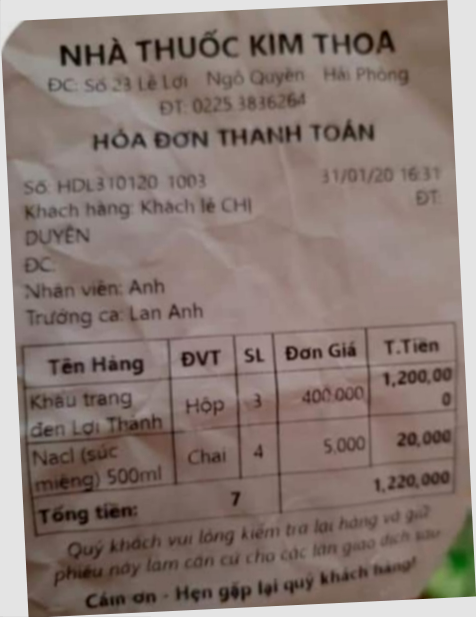 NHÀ THUỐC KIM THOA
ĐC: Số 23 Lê Lợi Ngô Quyền Hải Phòng
ĐT: 0225 3836264
HÓA ĐƠN THANH TOÁN
Số: HDL310120 1003 31/01/20 16:31
Khách hàng: Khách lẻ CHỊ ĐT:
DUYÊN
ĐC:
Nhân viên: Anh
Trưởng ca: Lan Anh
Tên Hàng ĐVT SL Đơn Giá T.Tiền
Khẩu trang đen Lợi Thành Hộp 3 400,000 1,200,000
Nacl (súc miệng) 500ml Chai 4 5,000 20,000
Tổng tiền: 7 1,220,000
Quý khách vui lòng kiểm tra lại hàng và giữ
phiếu này làm căn cứ cho các lần giao dịch sau
Cám ơn - Hẹn gặp lại quý khách hàng!